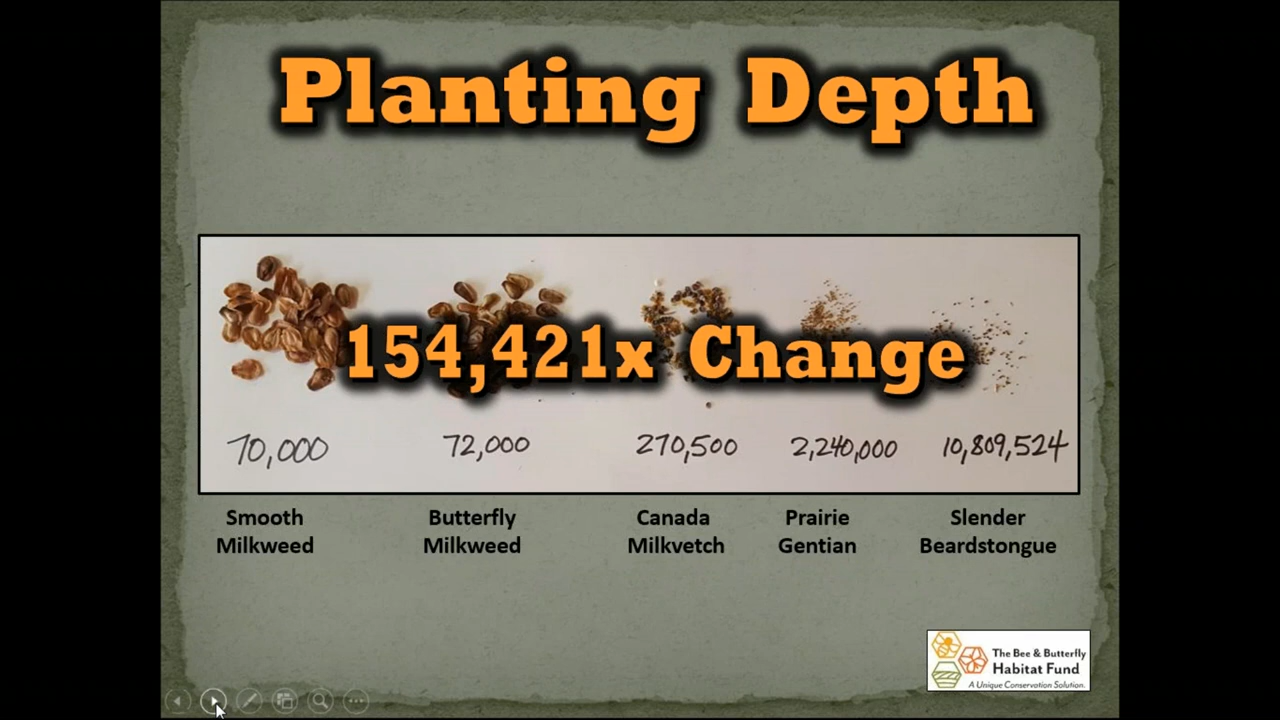 Planting Depth
154,421x Change
70,000 72,000 270,500 2,240,000 10,809,524
Smooth Milkweed
Butterfly Milkweed
Canada Milkvetch
Prairie Gentian
Slender Beardstongue
The Bee & Butterfly
Habitat Fund
A Unique Conservation Solution.